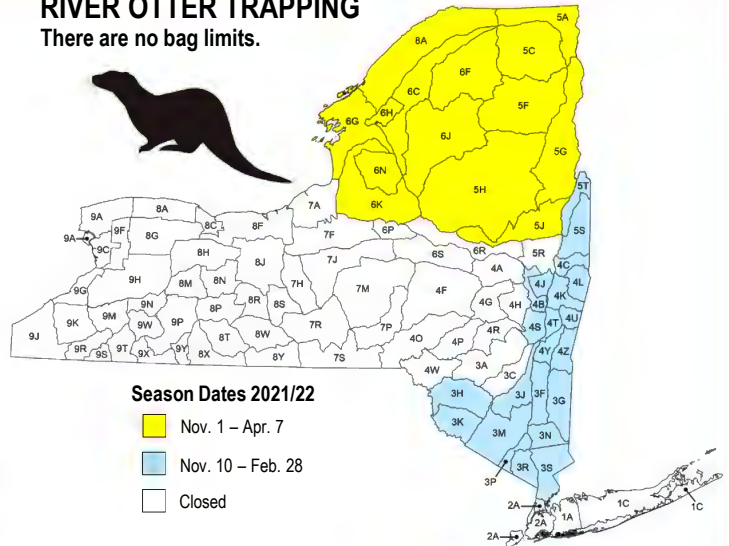 RIVER OTTER TRAPPING
There are no bag limits.
5A
8A
5C
6F
6C
5F
6H
6G
6J
5G
6N
5H
5T
6K
7A
5J
5S
9A
8A
8C
8F
6P
9F
8G
7F
9A
9C
6S
6R
5R
8H
8J
7J
4A
4C
9H
8M
8N
7H
7M
4F
4J
4L
9G
4G
4H
4B
4K
9N
8R
8S
9M
8P
4U
9K
9W
9P
7R
7P
4R
4S
4T
9J
8T
8W
4O
4P
4Y
4Z
9R
9S
9T
9X
9Y
8X
8Y
7S
4W
3A
3C
Season Dates 2021/22
Nov. 1 – Apr. 7
Nov. 10 – Feb. 28
Closed
3H
3J
3F
3G
3K
3M
3N
3P
3R
3S
2A
2A
1A
1C
1C
2A